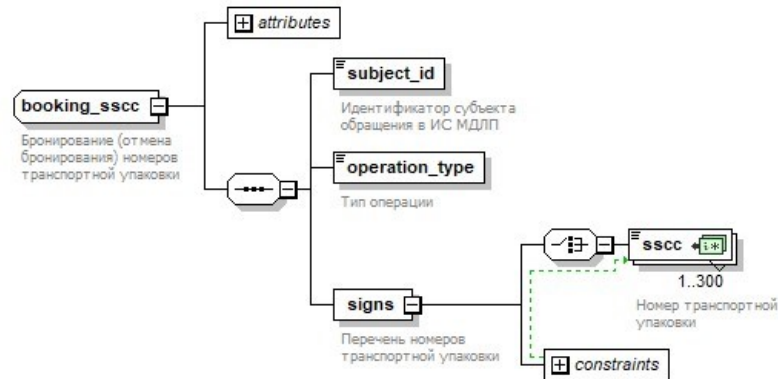 attributes
subject_id
Идентификатор субъекта
обращения в ИС МДЛП
booking_sscc
Бронирование (отмена
бронирования) номеров
транспортной упаковки
operation_type
Тип операции
sscc
1..300
Номер транспортной
упаковки
signs
Перечень номеров
транспортной упаковки
constraints